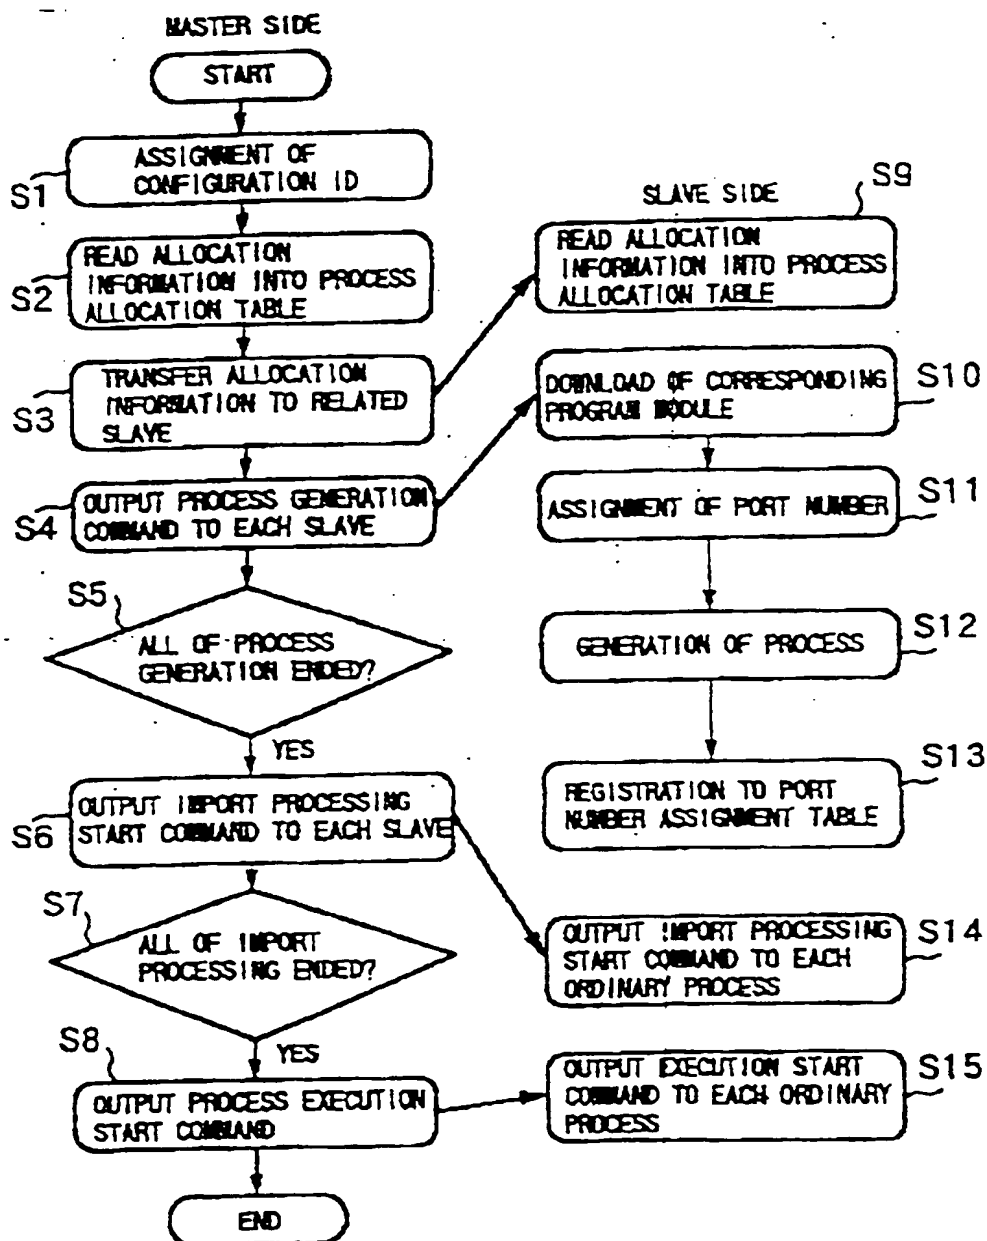 MASTER SIDE
START
S1
ASSIGNMENT OF
CONFIGURATION ID
S2
READ ALLOCATION
INFORMATION INTO PROCESS
ALLOCATION TABLE
S3
TRANSFER ALLOCATION
INFORMATION TO RELATED
SLAVE
S4
OUTPUT PROCESS GENERATION
COMMAND TO EACH SLAVE
S5
ALL OF PROCESS
GENERATION ENDED?
YES
S6
OUTPUT IMPORT PROCESSING
START COMMAND TO EACH SLAVE
S7
ALL OF IMPORT
PROCESSING ENDED?
YES
S8
OUTPUT PROCESS EXECUTION
START COMMAND
END
SLAVE SIDE
S9
READ ALLOCATION
INFORMATION INTO PROCESS
ALLOCATION TABLE
S10
DOWNLOAD OF CORRESPONDING
PROGRAM MODULE
S11
ASSIGNMENT OF PORT NUMBER
S12
GENERATION OF PROCESS
S13
REGISTRATION TO PORT
NUMBER ASSIGNMENT TABLE
S14
OUTPUT IMPORT PROCESSING
START COMMAND TO EACH
ORDINARY PROCESS
S15
OUTPUT EXECUTION START
COMMAND TO EACH ORDINARY
PROCESS